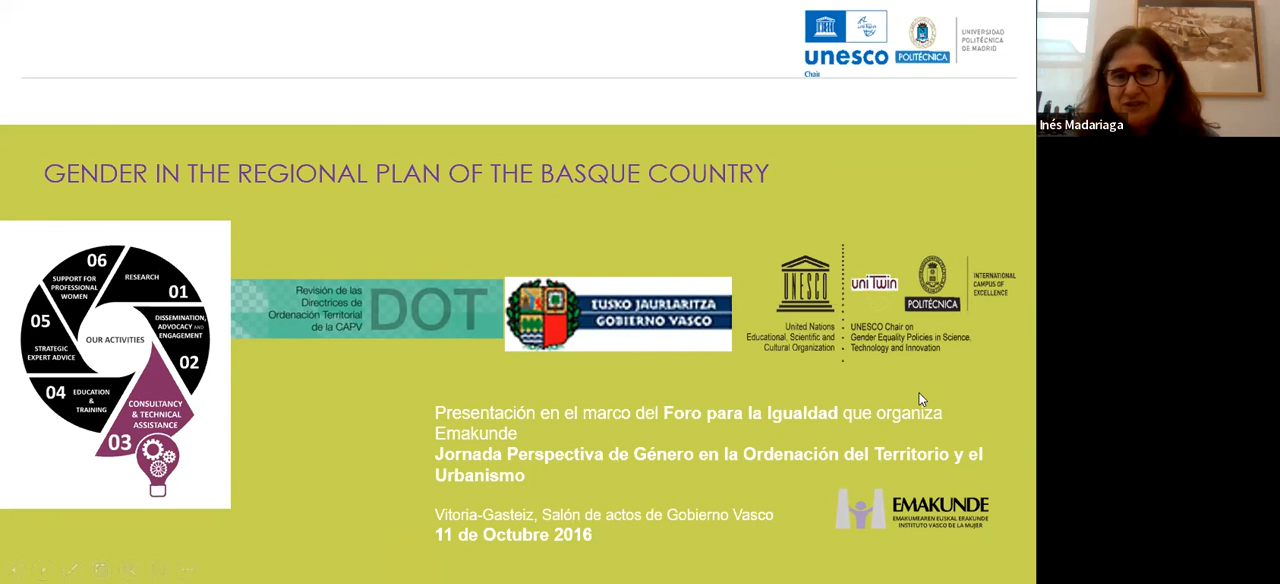 unesco
Chair
POLITÉCNICA
UNIVERSIDAD
POLITÉCNICA
DE MADRID
Inés Madariaga
GENDER IN THE REGIONAL PLAN OF THE BASQUE COUNTRY
06
SUPPORT FOR
PROFESSIONAL
WOMEN
RESEARCH
01
DISSEMINATION,
ADVOCACY AND
ENGAGEMENT
02
OUR ACTIVITIES
05
STRATEGIC
EXPERT ADVICE
04
EDUCATION
&
TRAINING
CONSULTANCY
& TECHNICAL
ASSISTANCE
03
Revisión de las
Directrices de
Ordenación Territorial
de la CAPV
DOT
EUSKO JAURLARITZA
GOBIERNO VASCO
UNESCO
United Nations
Educational, Scientific and
Cultural Organization
uniTwin
POLITÉCNICA
INTERNATIONAL
CAMPUS OF
EXCELLENCE
UNESCO Chair on
Gender Equality Policies in Science,
Technology and Innovation
Presentación en el marco del Foro para la Igualdad que organiza
Emakunde
Jornada Perspectiva de Género en la Ordenación del Territorio y el
Urbanismo
Vitoria-Gasteiz, Salón de actos de Gobierno Vasco
11 de Octubre 2016
EMAKUNDE
EMAKUMEAREN EUSKAL ERAKUNDE
INSTITUTO VASCO DE LA MUJER